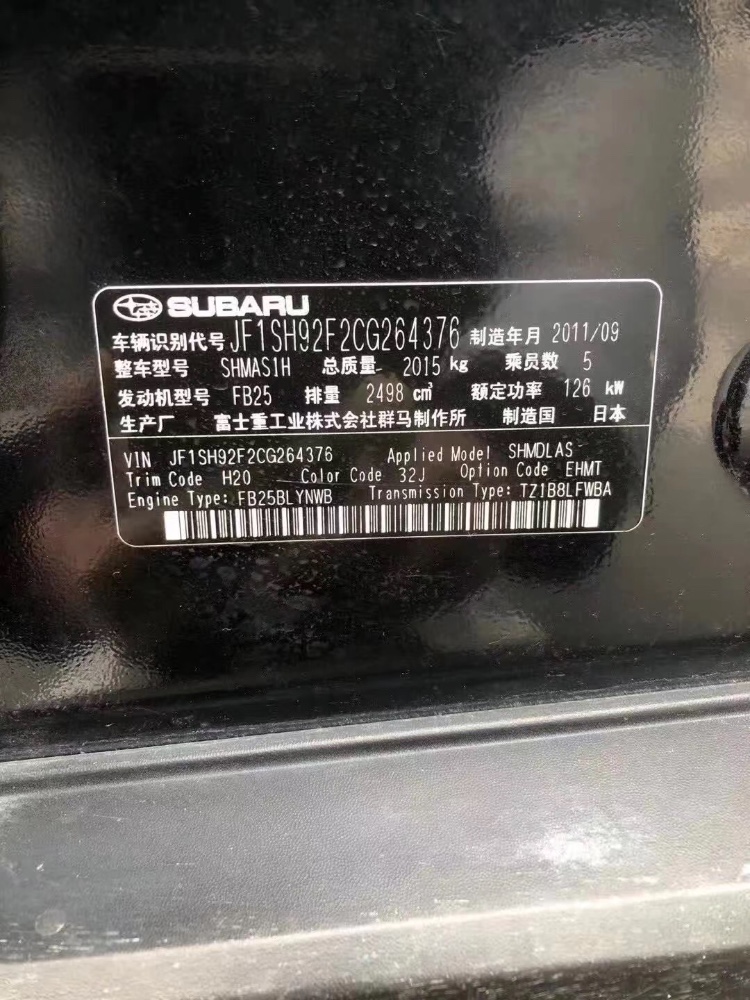 SUBARU
车辆识别代号 JF1SH92F2CG264376 制造年月 2011/09
整车型号 SHMAS1H 总质量 2015 kg 乘员数 5
发动机型号 FB25 排量 2498 cm³ 额定功率 126 kW
生产厂 富士重工业株式会社群马制作所 制造国 日本
VIN JF1SH92F2CG264376 Applied Model SHMDLAS
Trim Code H20 Color Code 32J Option Code EHMT
Engine Type: FB25BLYNWB Transmission Type: TZ1B8LFWBA